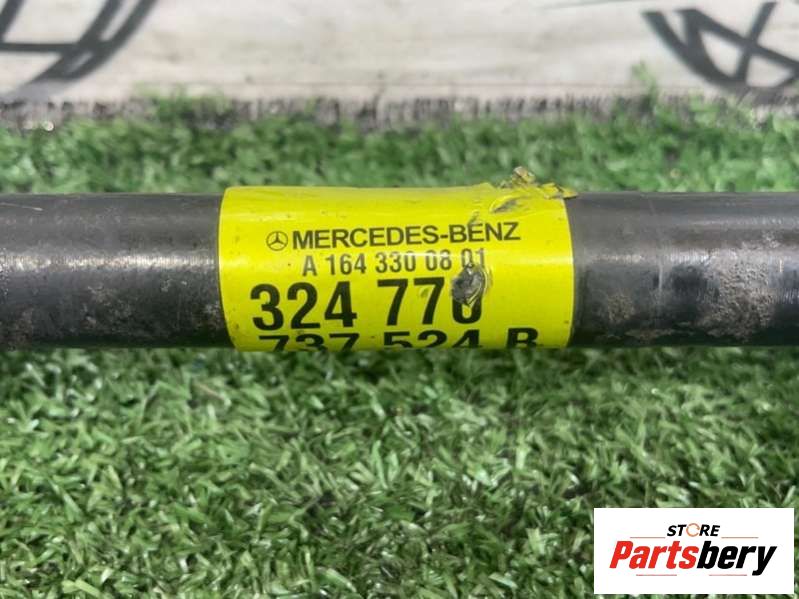 MERCEDES-BENZ
A 164 330 08 01
324 770
737 524 B
STORE
Partsbery